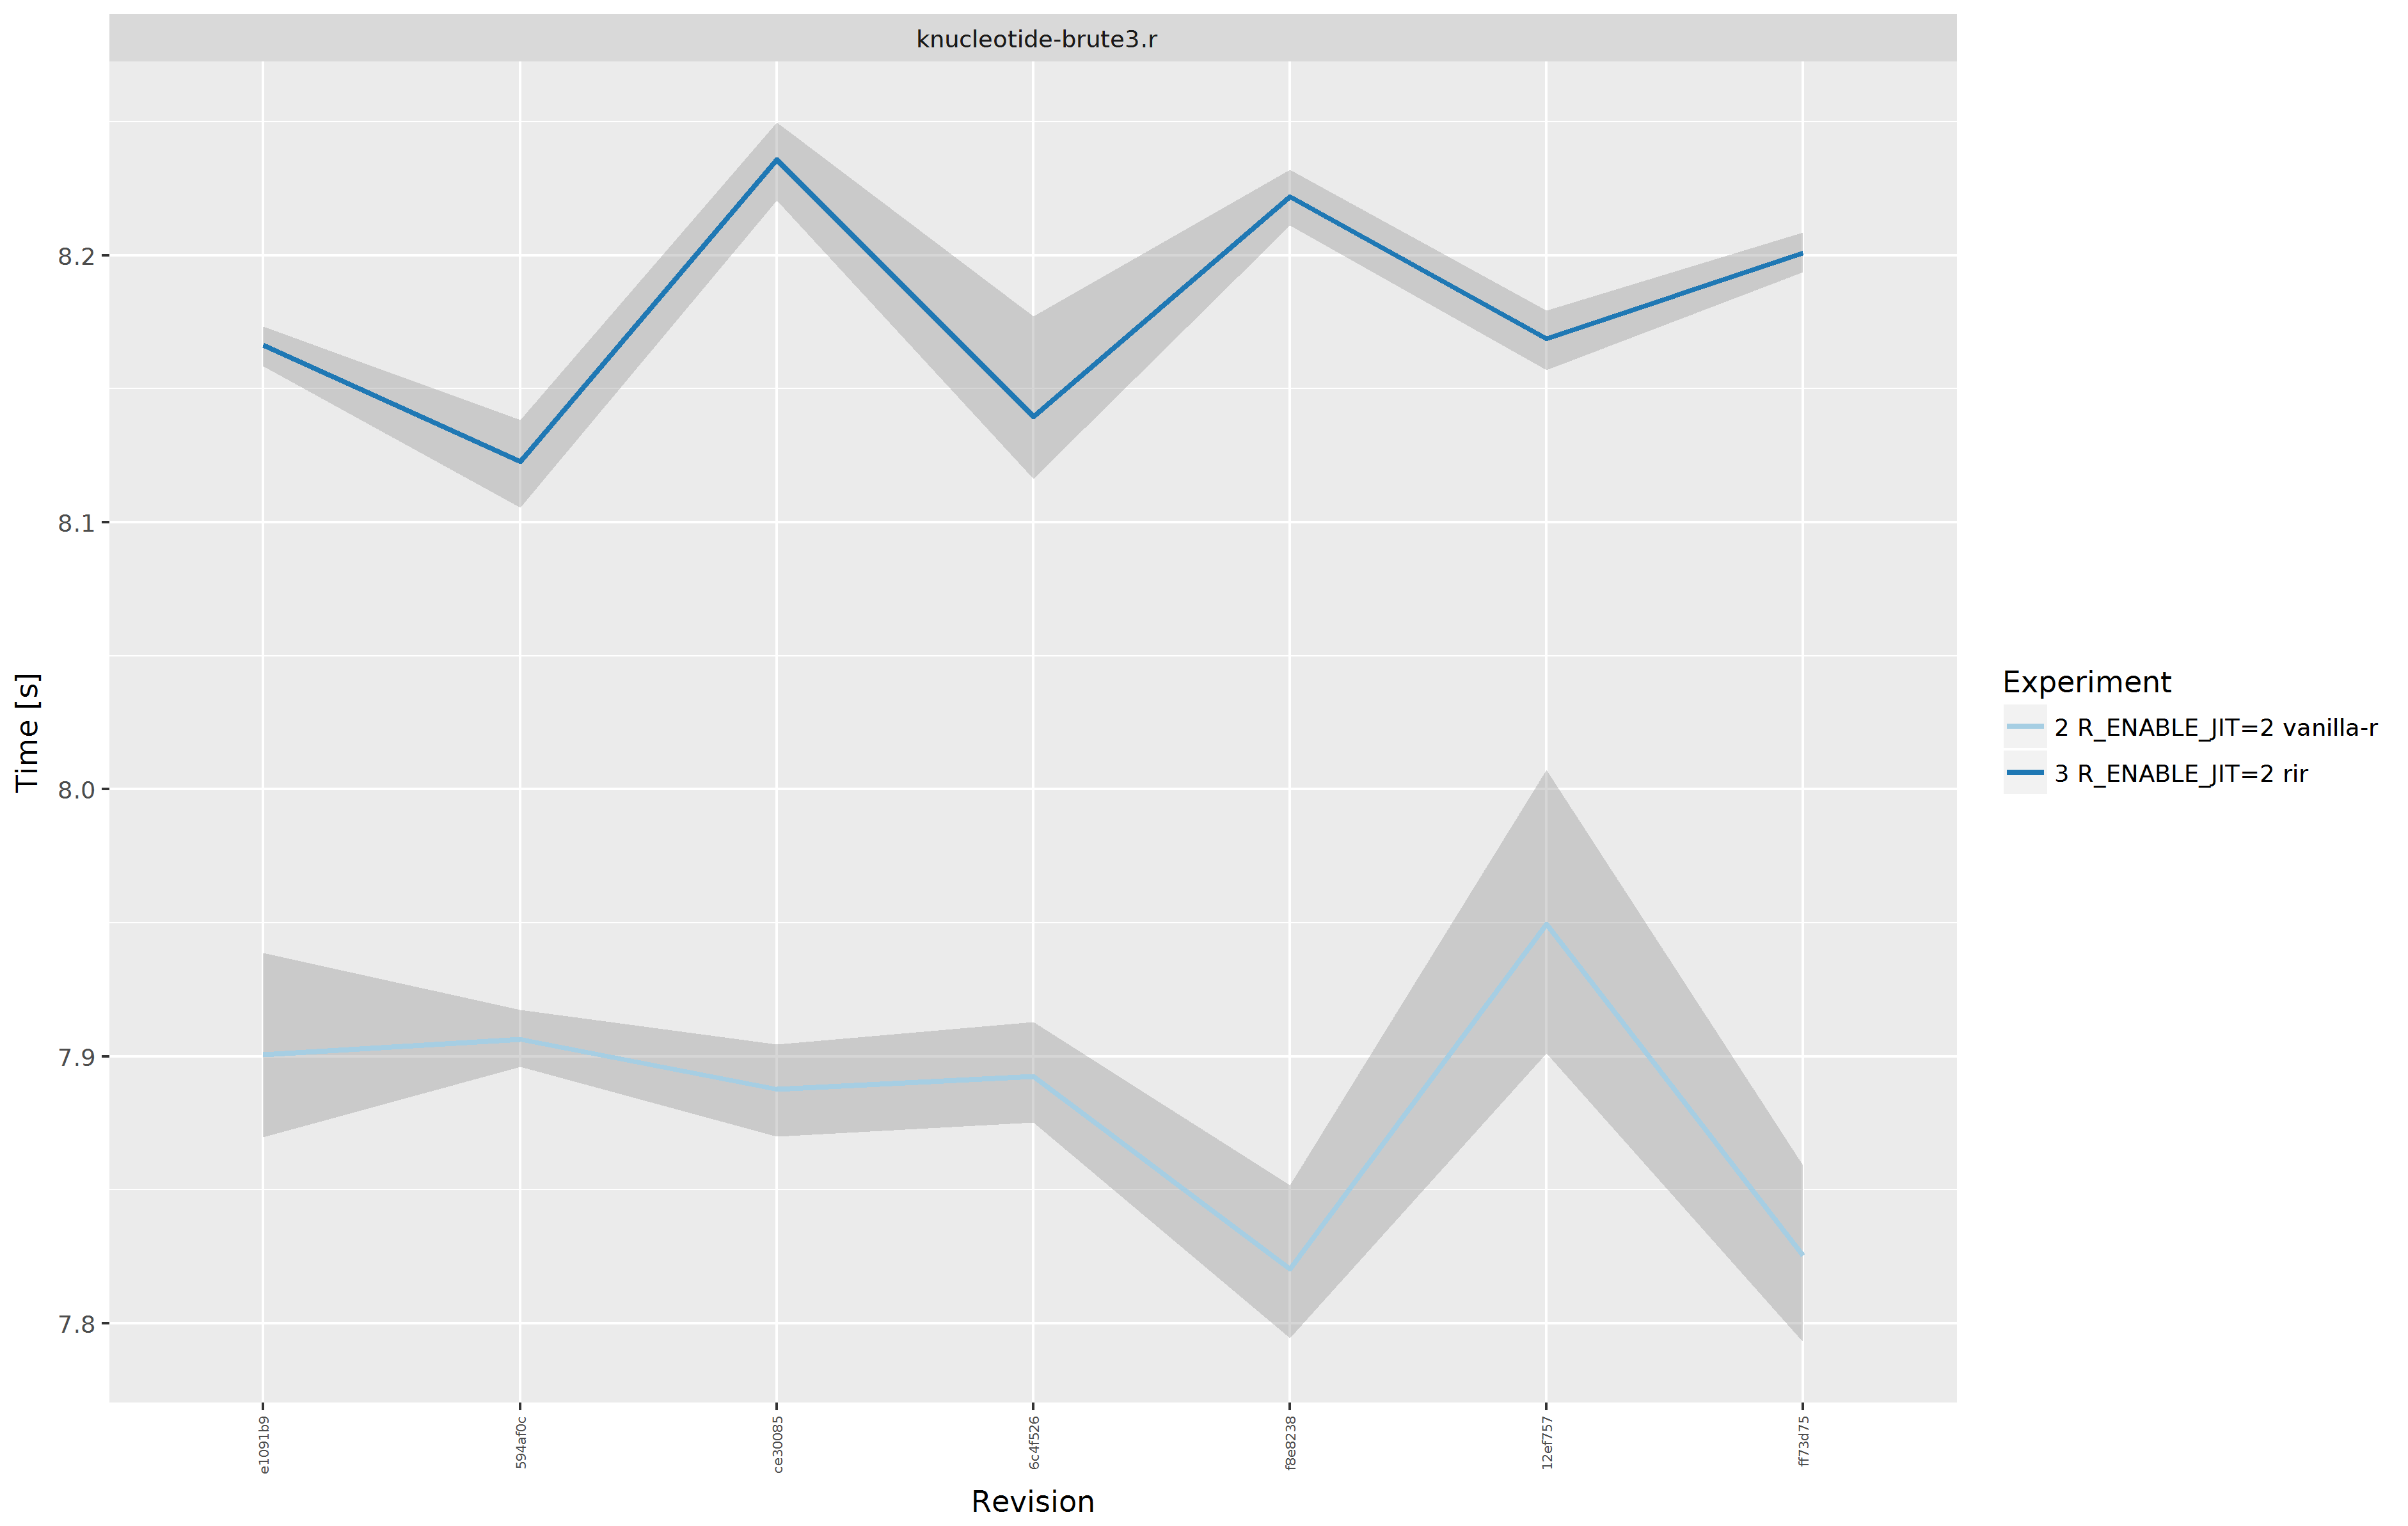 knucleotide-brute3.r
Time [s]
8.2
8.1
8.0
7.9
7.8
e1091b9
594af0c
ce30085
6c4f526
f8e8238
12ef757
ff73d75
Revision
Experiment
2 R_ENABLE_JIT=2 vanilla-r
3 R_ENABLE_JIT=2 rir